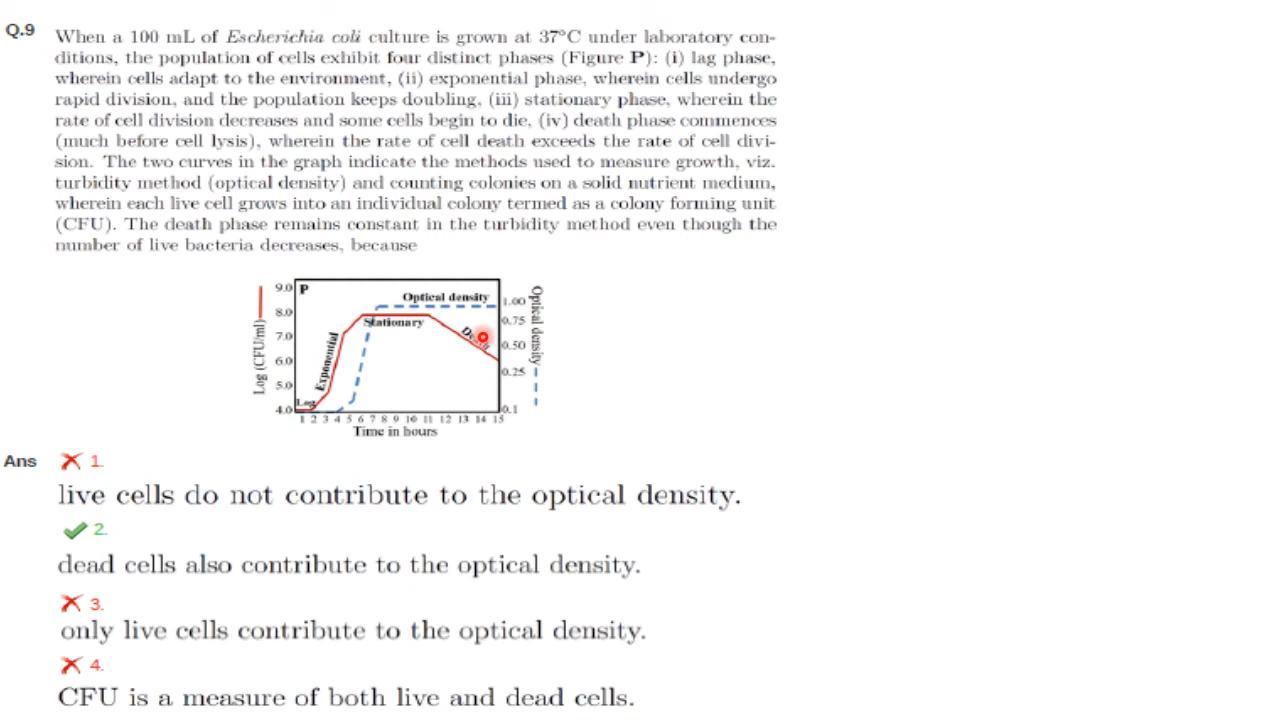 Q.9
When a 100 mL of Escherichia coli culture is grown at 37°C under laboratory con-
ditions, the population of cells exhibit four distinct phases (Figure P): (i) lag phase,
wherein cells adapt to the environment, (ii) exponential phase, wherein cells undergo
rapid division, and the population keeps doubling, (iii) stationary phase, wherein the
rate of cell division decreases and some cells begin to die, (iv) death phase commences
(much before cell lysis), wherein the rate of cell death exceeds the rate of cell divi-
sion. The two curves in the graph indicate the methods used to measure growth, viz.
turbidity method (optical density) and counting colonies on a solid nutrient medium,
wherein each live cell grows into an individual colony termed as a colony forming unit
(CFU). The death phase remains constant in the turbidity method even though the
number of live bacteria decreases, because
P
Optical density
Stationary
Exponential
Log (CFU/ml)
9.0
8.0
7.0
6.0
5.0
4.0
1.00
0.75
0.50
0.25
0.1
Optical density
1 2 3 4 5 6 7 8 9 10 11 12 13 14 15
Time in hours
Ans
1.
live cells do not contribute to the optical density.
2.
dead cells also contribute to the optical density.
3.
only live cells contribute to the optical density.
4.
CFU is a measure of both live and dead cells.